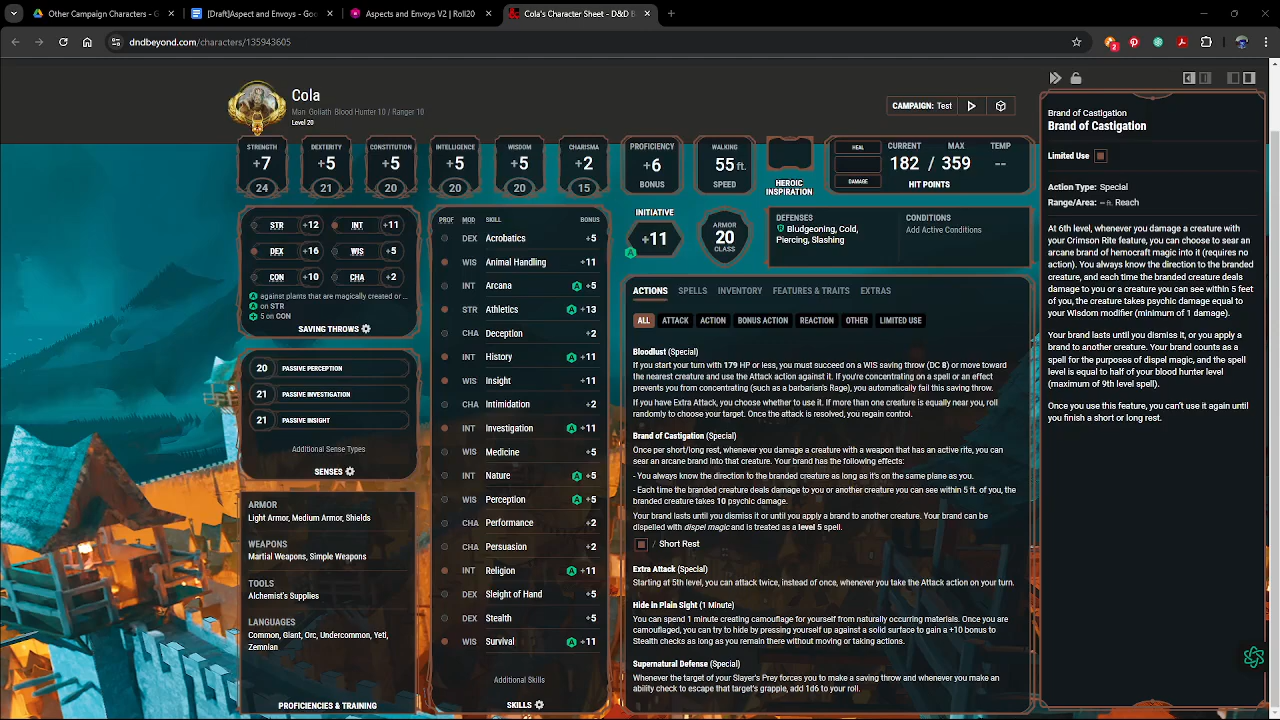 Other Campaign Characters - G
[Draft]Aspect and Envoys - Goo
Aspects and Envoys V2 | Roll20
Cola's Character Sheet - D&D B
dndbeyond.com/characters/135943605
2
Cola
Man Goliath Blood Hunter 10 / Ranger 10
Level 20
CAMPAIGN: Test
STRENGTH
+7
24
DEXTERITY
+5
21
CONSTITUTION
+5
20
INTELLIGENCE
+5
20
WISDOM
+5
20
CHARISMA
+2
15
PROFICIENCY
+6
BONUS
WALKING
55 ft.
SPEED
HEROIC
INSPIRATION
HEAL
DAMAGE
CURRENT MAX TEMP
182 / 359 --
HIT POINTS
STR +12 INT +11
DEX +16 WIS +5
CON +10 CHA +2
against plants that are magically created or ...
on STR
5 on CON
SAVING THROWS
20 PASSIVE PERCEPTION
21 PASSIVE INVESTIGATION
21 PASSIVE INSIGHT
Additional Sense Types
SENSES
ARMOR
Light Armor, Medium Armor, Shields
WEAPONS
Martial Weapons, Simple Weapons
TOOLS
Alchemist's Supplies
LANGUAGES
Common, Giant, Orc, Undercommon, Yeti,
Zemnian
PROFICIENCIES & TRAINING
PROF MOD SKILL BONUS
DEX Acrobatics +5
WIS Animal Handling +11
INT Arcana +5
STR Athletics +13
CHA Deception +2
INT History +11
WIS Insight +11
CHA Intimidation +2
INT Investigation +11
WIS Medicine +5
INT Nature +5
WIS Perception +5
CHA Performance +2
CHA Persuasion +2
INT Religion +11
DEX Sleight of Hand +5
DEX Stealth +5
WIS Survival +11
Additional Skills
SKILLS
INITIATIVE
+11
ARMOR
20
CLASS
DEFENSES
Bludgeoning, Cold,
Piercing, Slashing
CONDITIONS
Add Active Conditions
ACTIONS SPELLS INVENTORY FEATURES & TRAITS EXTRAS
ALL ATTACK ACTION BONUS ACTION REACTION OTHER LIMITED USE
Bloodlust (Special)
If you start your turn with 179 HP or less, you must succeed on a WIS saving throw (DC 8) or move toward
the nearest creature and use the Attack action against it. If you're concentrating on a spell or an effect
prevents you from concentrating (such as a barbarian's Rage), you automatically fail this saving throw.
If you have Extra Attack, you choose whether to use it. If more than one creature is equally near you, roll
randomly to choose your target. Once the attack is resolved, you regain control.
Brand of Castigation (Special)
Once per short/long rest, whenever you damage a creature with a weapon that has an active rite, you can
sear an arcane brand into that creature. Your brand has the following effects:
- You always know the direction to the branded creature as long as it's on the same plane as you.
- Each time the branded creature deals damage to you or another creature you can see within 5 ft. of you, the
branded creature takes 10 psychic damage.
Your brand lasts until you dismiss it or until you apply a brand to another creature. Your brand can be
dispelled with dispel magic and is treated as a level 5 spell.
/ Short Rest
Extra Attack (Special)
Starting at 5th level, you can attack twice, instead of once, whenever you take the Attack action on your turn.
Hide in Plain Sight (1 Minute)
You can spend 1 minute creating camouflage for yourself from naturally occurring materials. Once you are
camouflaged, you can try to hide by pressing yourself up against a solid surface to gain a +10 bonus to
Stealth checks as long as you remain there without moving or taking actions.
Supernatural Defense (Special)
Whenever the target of your Slayer's Prey forces you to make a saving throw and whenever you make an
ability check to escape that target's grapple, add 1d6 to your roll.
Brand of Castigation
Brand of Castigation
Limited Use
Action Type: Special
Range/Area: -- ft. Reach
At 6th level, whenever you damage a creature with
your Crimson Rite feature, you can choose to sear an
arcane brand of hemocraft magic into it (requires no
action). You always know the direction to the branded
creature, and each time the branded creature deals
damage to you or a creature you can see within 5 feet
of you, the creature takes psychic damage equal to
your Wisdom modifier (minimum of 1 damage).
Your brand lasts until you dismiss it, or you apply a
brand to another creature. Your brand counts as a
spell for the purposes of dispel magic, and the spell
level is equal to half of your blood hunter level
(maximum of 9th level spell).
Once you use this feature, you can't use it again until
you finish a short or long rest.